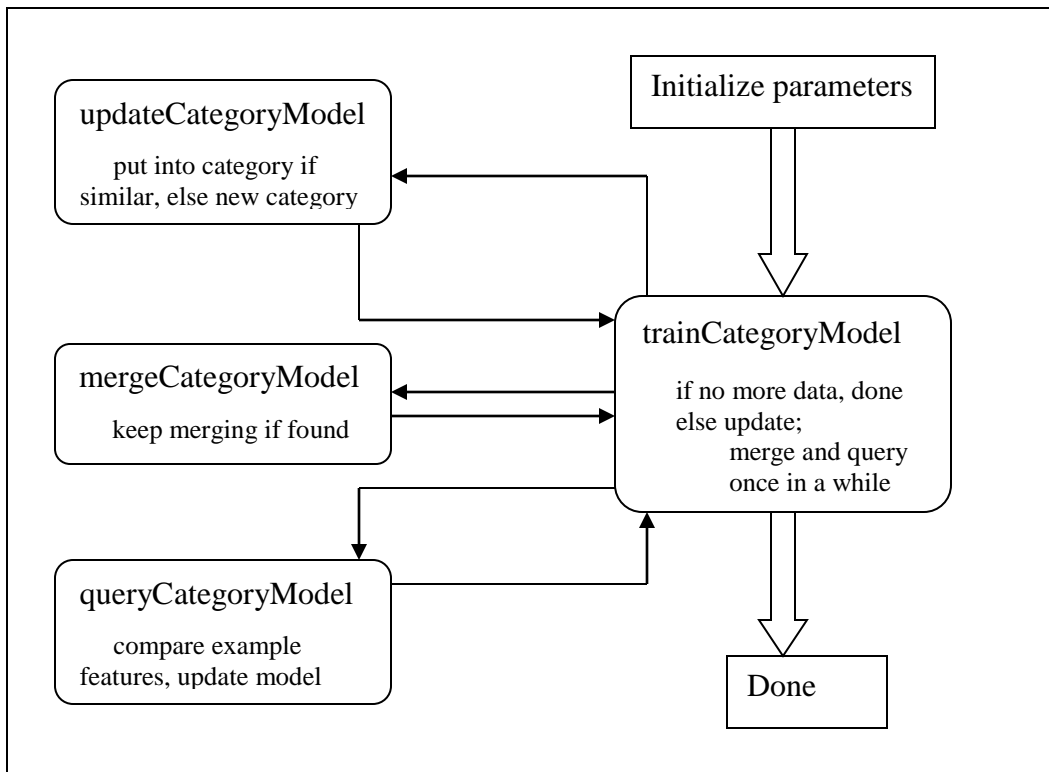 Initialize parameters
updateCategoryModel
put into category if
similar, else new category
trainCategoryModel
if no more data, done
else update;
merge and query
once in a while
mergeCategoryModel
keep merging if found
queryCategoryModel
compare example
features, update model
Done